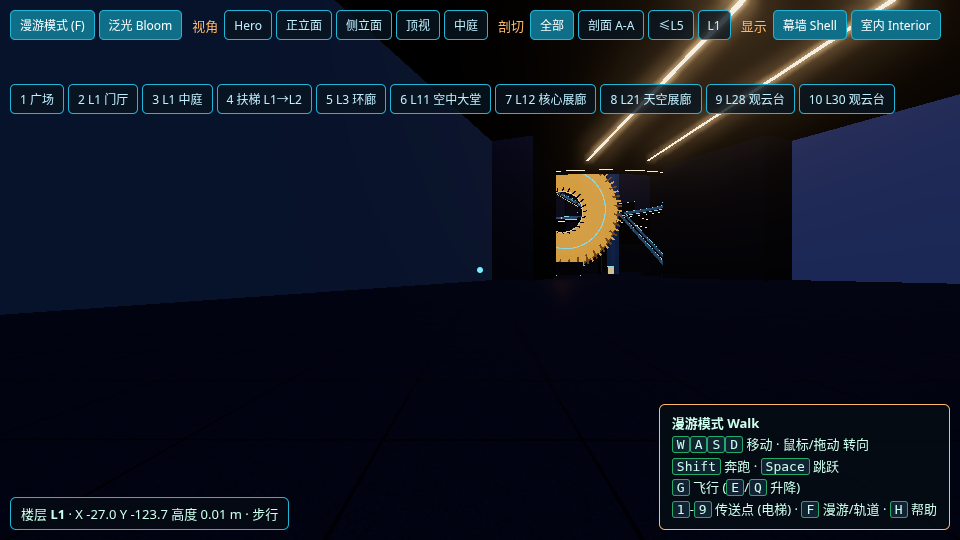 漫游模式 (F) 泛光 Bloom 视角 Hero 正立面 侧立面 顶视 中庭 剖切 全部 剖面 A-A ≤L5 L1 显示 幕墙 Shell 室内 Interior
1 广场 2 L1 门厅 3 L1 中庭 4 扶梯 L1→L2 5 L3 环廊 6 L11 空中大堂 7 L12 核心展廊 8 L21 天空展廊 9 L28 观云台 10 L30 观云台
漫游模式 Walk
W A S D 移动 · 鼠标/拖动 转向
Shift 奔跑 · Space 跳跃
G 飞行 (E/Q 升降)
1-9 传送点 (电梯) · F 漫游/轨道 · H 帮助
楼层 L1 · X -27.0 Y -123.7 高度 0.01 m · 步行